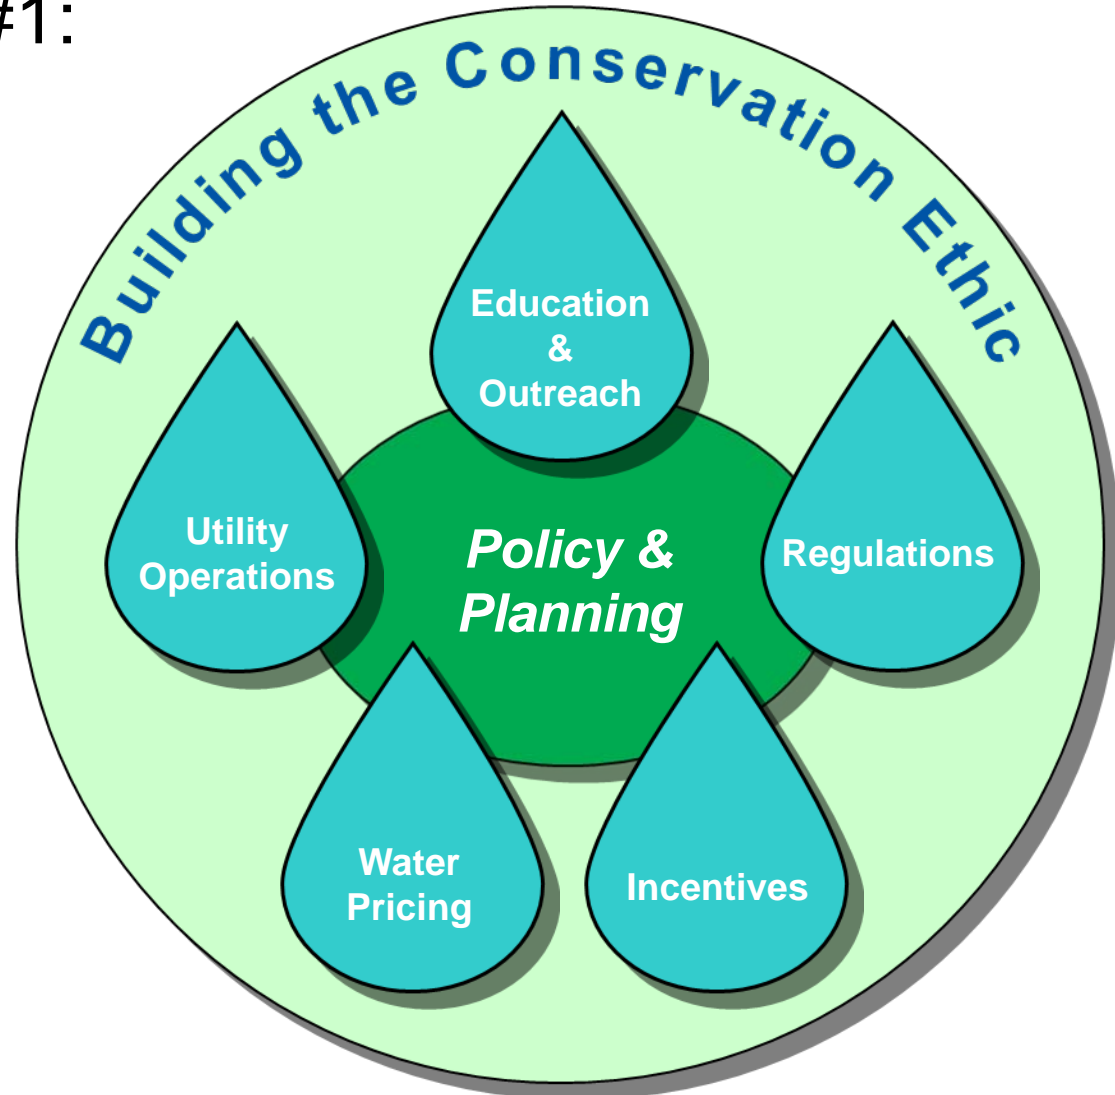 #1:
Building the Conservation Ethic
Education
&
Outreach
Utility
Operations
Policy &
Planning
Regulations
Water
Pricing
Incentives